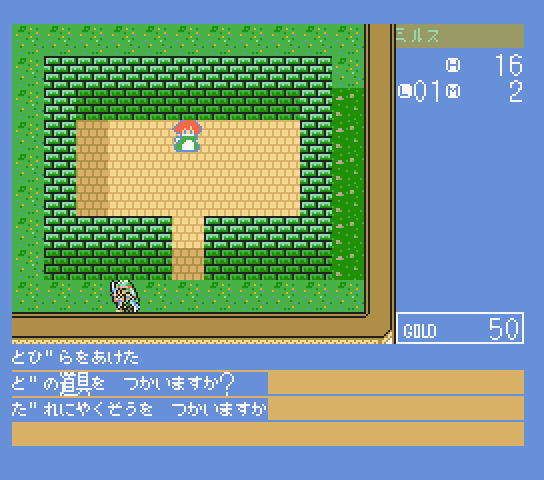 ミルス
H 16
L01 M 2
GOLD 50
とび"らをあけた
ど"の道具を　つかいますか?
た"れにやくそうを　つかいますか